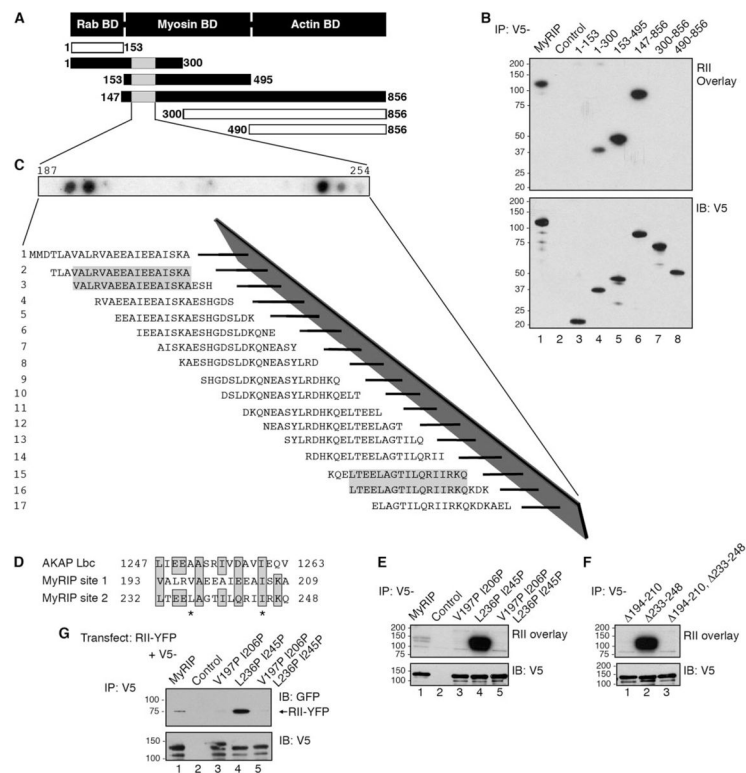 A
Rab BD Myosin BD Actin BD
1 153
1 300
153 495
147 856
300 856
490 856
B
IP: V5-
MyRIP Control 1-153 1-300 153-495 147-856 300-856 490-856
200
150
100
75
50
37
25
20
RII
Overlay
200
150
100
75
50
37
25
20
IB: V5
1 2 3 4 5 6 7 8
C
187 254
1 MMDTLAVALRVAEEAIEEAISKA
2 TLAVALRVAEEAIEEAISKA
3 VALRVAEEAIEEAISKAESH
4 RVAEEAIEEAISKAESHGDS
5 EEAIEEAISKAESHGDSLDK
6 IEEAISKAESHGDSLDKQNE
7 AISKAESHGDSLDKQNEASY
8 KAESHGDSLDKQNEASYLRD
9 SHGDSLDKQNEASYLRDHKQ
10 DSLDKQNEASYLRDHKQELT
11 DKQNEASYLRDHKQELTEEL
12 NEASYLRDHKQELTEELAGT
13 SYLRDHKQELTEELAGTILQ
14 RDHKQELTEELAGTILQRII
15 KQELTEELAGTILQRIIRKQ
16 LTEELAGTILQRIIRKQKDK
17 ELAGTILQRIIRKQKDKAEL
D
AKAP Lbc 1247 LIEEAASRIVDAVIEQV 1263
MyRIP site 1 193 VALRVAEEAIEEAISKA 209
MyRIP site 2 232 LTEELAGTILQRIIRKQ 248
* *
E
IP: V5-
MyRIP Control V197P I206P L236P I245P V197P I206P L236P I245P
200
150
100
RII overlay
150
100
IB: V5
1 2 3 4 5
F
IP: V5-
Δ194-210 Δ233-248 Δ194-210, Δ233-248
200
150
100
RII overlay
150
100
IB: V5
1 2 3
G
Transfect: RII-YFP
+ V5-
IP: V5
MyRIP Control V197P I206P L236P I245P V197P I206P L236P I245P
100
75
IB: GFP
←RII-YFP
150
100
IB: V5
1 2 3 4 5